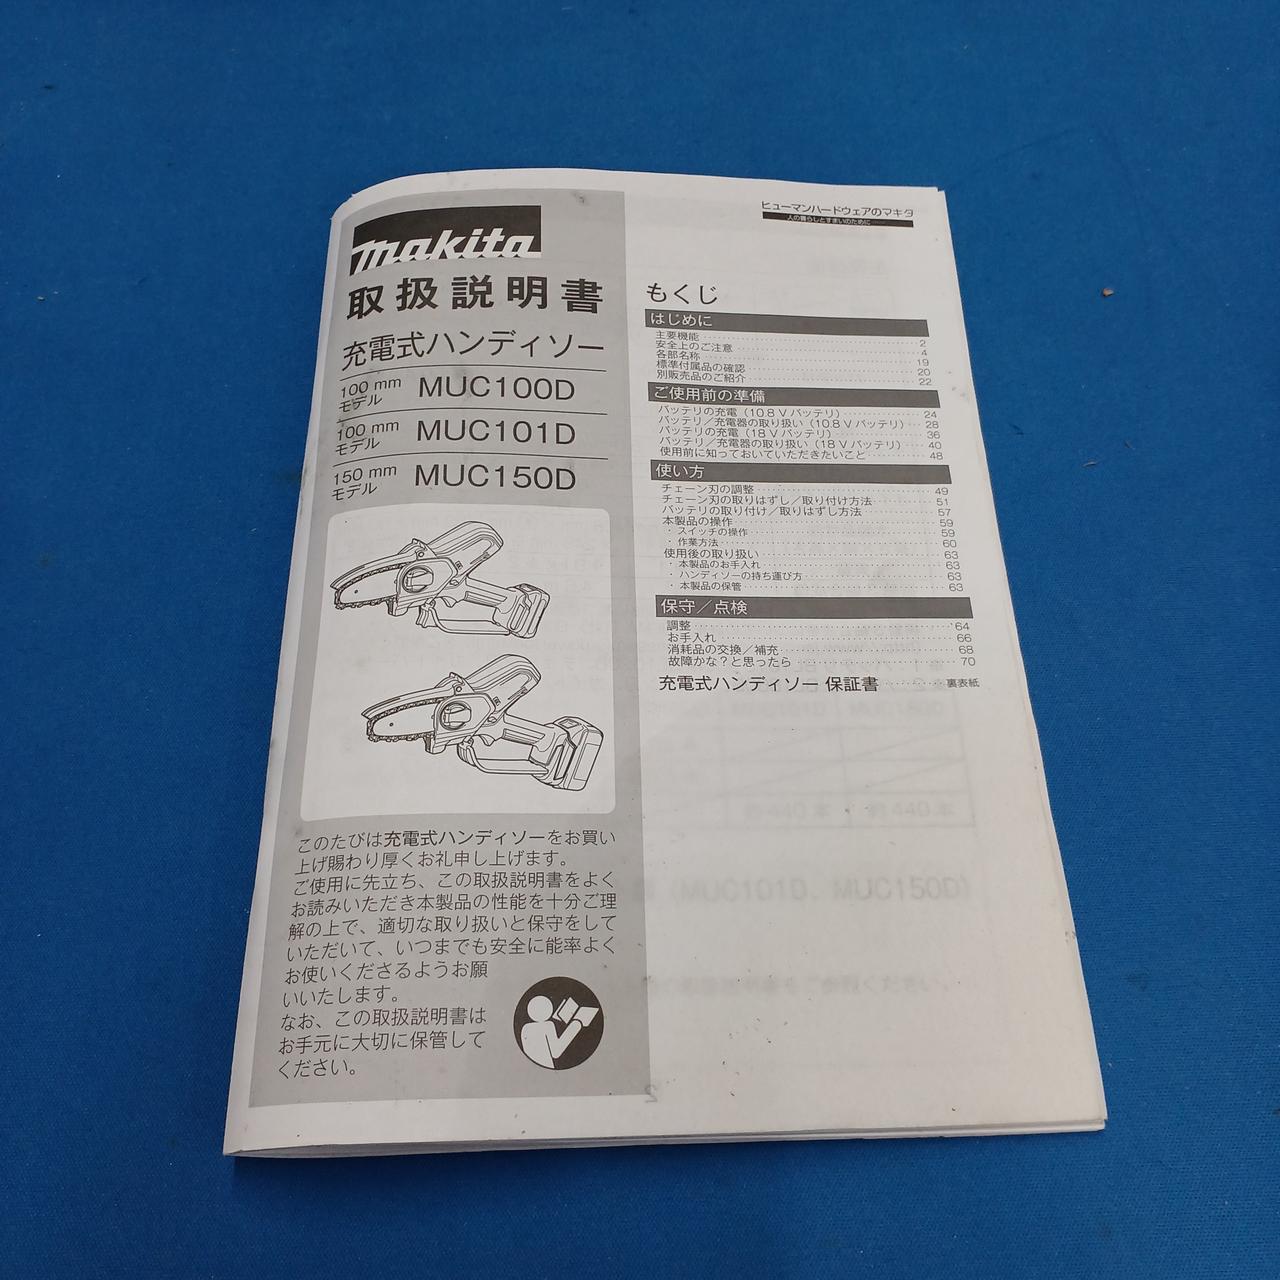 makita
取扱説明書
充電式ハンディソー
100 mm モデル MUC100D
100 mm モデル MUC101D
150 mm モデル MUC150D
このたびは充電式ハンディソーをお買い
上げ賜わり厚くお礼申し上げます。
ご使用に先立ち、この取扱説明書をよく
お読みいただき本製品の性能を十分ご理
解の上で、適切な取り扱いと保守をして
いただいて、いつまでも安全に能率よく
お使いくださるようお願
いいたします。
なお、この取扱説明書は
お手元に大切に保管して
ください。
ヒューマンハードウェアのマキタ
人の暮らしとすまいのために
もくじ
はじめに
主要機能 2
安全上のご注意 4
各部名称 19
標準付属品の確認 20
別販売品のご紹介 22
ご使用前の準備
バッテリの充電（10.8 V バッテリ） 24
バッテリ／充電器の取り扱い（10.8 V バッテリ） 28
バッテリの充電（18 V バッテリ） 36
バッテリ／充電器の取り扱い（18 V バッテリ） 40
使用前に知っておいていただきたいこと 48
使い方
チェーン刃の調整 49
チェーン刃の取りはずし／取り付け方法 51
バッテリの取り付け／取りはずし方法 57
本製品の操作 59
・ スイッチの操作 59
・ 作業方法 60
使用後の取り扱い 63
・ 本製品のお手入れ 63
・ ハンディソーの持ち運び方 63
・ 本製品の保管 63
保守／点検
調整 64
お手入れ 66
消耗品の交換／補充 68
故障かな？と思ったら 70
充電式ハンディソー 保証書 裏表紙